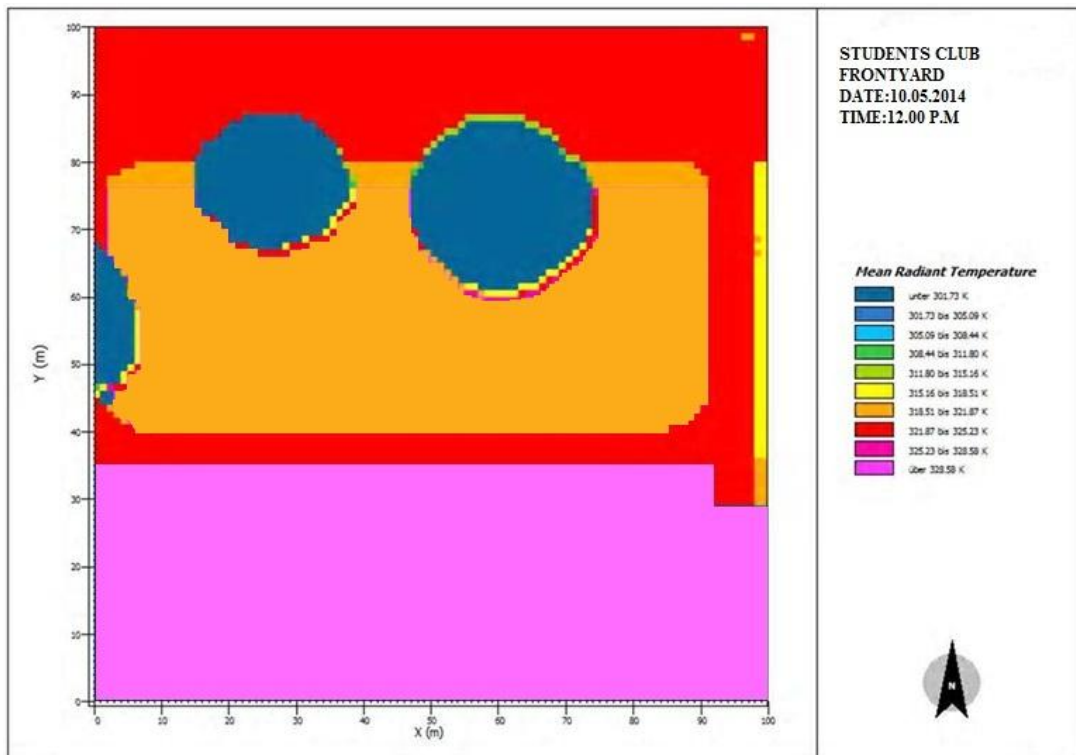 STUDENTS CLUB
FRONTYARD
DATE:10.05.2014
TIME:12.00 P.M
Mean Radiant Temperature
unter 301.73 K
301.73 bis 305.09 K
305.09 bis 308.44 K
308.44 bis 311.80 K
311.80 bis 315.16 K
315.16 bis 318.51 K
318.51 bis 321.87 K
321.87 bis 325.23 K
325.23 bis 328.58 K
über 328.58 K
N
Y (m)
100
90
80
70
60
50
40
30
20
10
0
0 10 20 30 40 50 60 70 80 90 100
X (m)